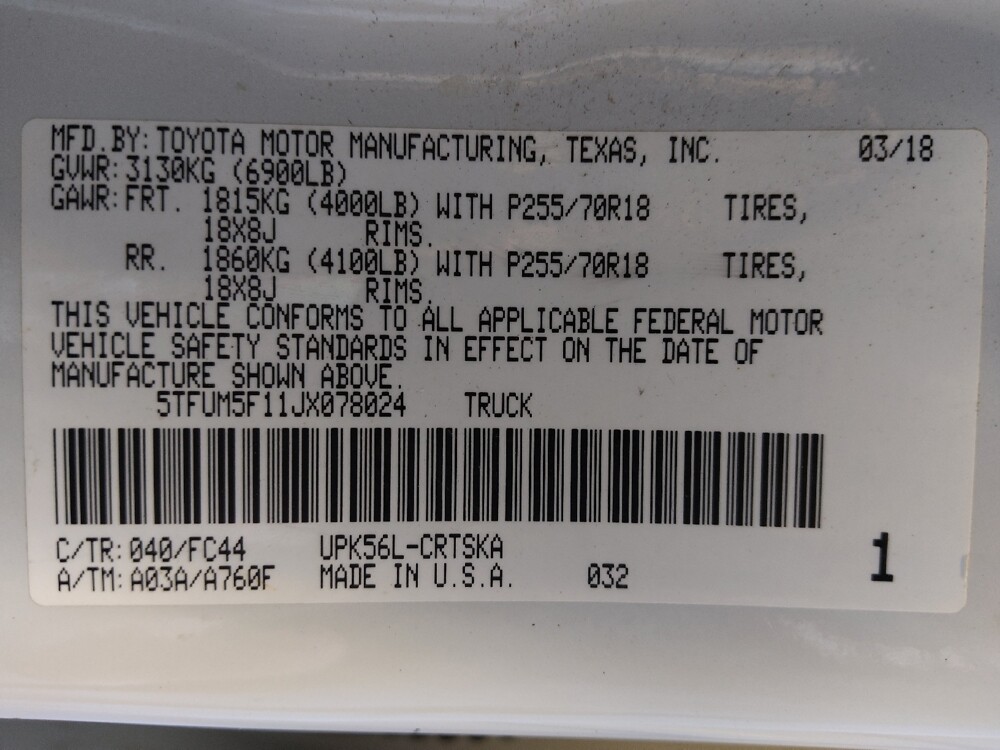 MFD.BY:TOYOTA MOTOR MANUFACTURING, TEXAS, INC. 03/18
GVWR:3130KG (6900LB)
GAWR:FRT. 1815KG (4000LB) WITH P255/70R18 TIRES,
18X8J RIMS.
RR. 1860KG (4100LB) WITH P255/70R18 TIRES,
18X8J RIMS.
THIS VEHICLE CONFORMS TO ALL APPLICABLE FEDERAL MOTOR
VEHICLE SAFETY STANDARDS IN EFFECT ON THE DATE OF
MANUFACTURE SHOWN ABOVE.
5TFUM5F11JX078024 TRUCK
C/TR:040/FC44 UPK56L-CRTSKA
A/TM:A03A/A760F MADE IN U.S.A. 032 1